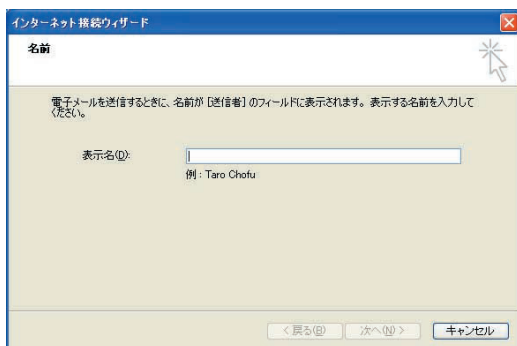 インターネット接続ウィザード
名前
電子メールを送信するときに、名前が [送信者] のフィールドに表示されます。表示する名前を入力して
ください。
表示名(D):
例 : Taro Chofu
< 戻る(B) 次へ(N) > キャンセル